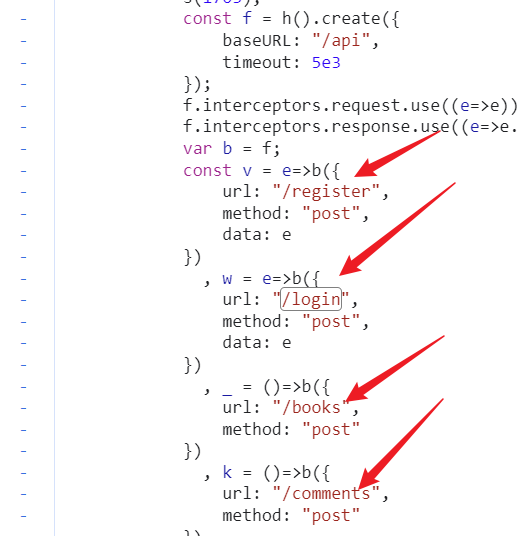 s(1703);
const f = h().create({
baseURL: "/api",
timeout: 5e3
});
f.interceptors.request.use((e=>e))
f.interceptors.response.use((e=>e.
var b = f;
const v = e=>b({
url: "/register",
method: "post",
data: e
})
, w = e=>b({
url: "/login",
method: "post",
data: e
})
, _ = ()=>b({
url: "/books",
method: "post"
})
, k = ()=>b({
url: "/comments",
method: "post"
})